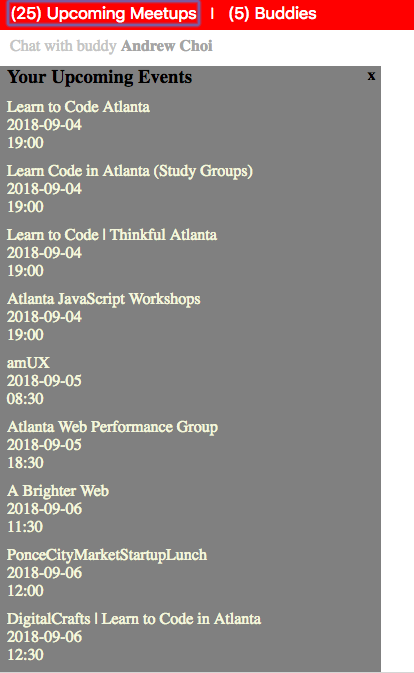 (25) Upcoming Meetups | (5) Buddies
Chat with buddy Andrew Choi
Your Upcoming Events x
Learn to Code Atlanta
2018-09-04
19:00
Learn Code in Atlanta (Study Groups)
2018-09-04
19:00
Learn to Code | Thinkful Atlanta
2018-09-04
19:00
Atlanta JavaScript Workshops
2018-09-04
19:00
amUX
2018-09-05
08:30
Atlanta Web Performance Group
2018-09-05
18:30
A Brighter Web
2018-09-06
11:30
PonceCityMarketStartupLunch
2018-09-06
12:00
DigitalCrafts | Learn to Code in Atlanta
2018-09-06
12:30